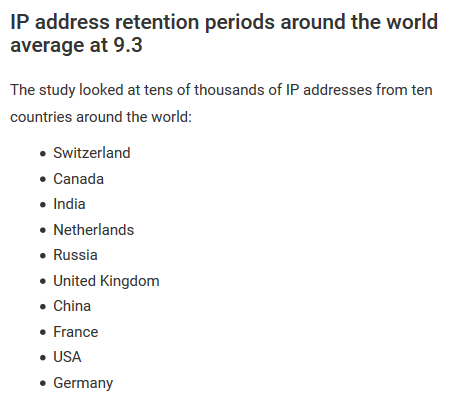 IP address retention periods around the world
average at 9.3
The study looked at tens of thousands of IP addresses from ten
countries around the world:
• Switzerland
• Canada
• India
• Netherlands
• Russia
• United Kingdom
• China
• France
• USA
• Germany